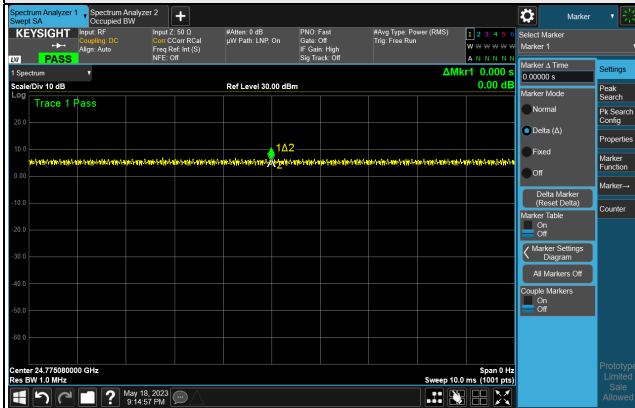 Spectrum Analyzer 1
Swept SA
Spectrum Analyzer 2
Occupied BW
Marker
KEYSIGHT
Input: RF
Coupling: DC
Align: Auto
Input Z: 50 Ω
Corr CCorr RCal
Freq Ref: Int (S)
NFE: Off
#Atten: 0 dB
µW Path: LNP, On
PNO: Fast
Gate: Off
IF Gain: High
Sig Track: Off
#Avg Type: Power (RMS)
Trig: Free Run
1 2 3 4 5 6
W W W W W W
A N N N N N
LXI
PASS
Select Marker
Marker 1
1 Spectrum
ΔMkr1 0.000 s
0.00 dB
Scale/Div 10 dB
Ref Level 30.00 dBm
Log
Trace 1 Pass
20.0
10.0
0.00
-10.0
-20.0
-30.0
-40.0
-50.0
-60.0
1Δ2
2
Center 24.775080000 GHz
Res BW 1.0 MHz
Span 0 Hz
Sweep 10.0 ms (1001 pts)
Marker Δ Time
0.00000 s
Marker Mode
Normal
Delta (Δ)
Fixed
Off
Delta Marker
(Reset Delta)
Marker Table
On
Off
Marker Settings
Diagram
All Markers Off
Couple Markers
On
Off
Settings
Peak
Search
Pk Search
Config
Properties
Marker
Function
Marker→
Counter
Prototype
Limited
Sale
Allowed
May 18, 2023
9:14:57 PM